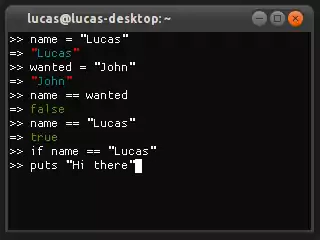 lucas@lucas-desktop: ~
>> name = "Lucas"
=> "Lucas"
>> wanted = "John"
=> "John"
>> name == wanted
=> false
>> name == "Lucas"
=> true
>> if name == "Lucas"
>> puts "Hi there"